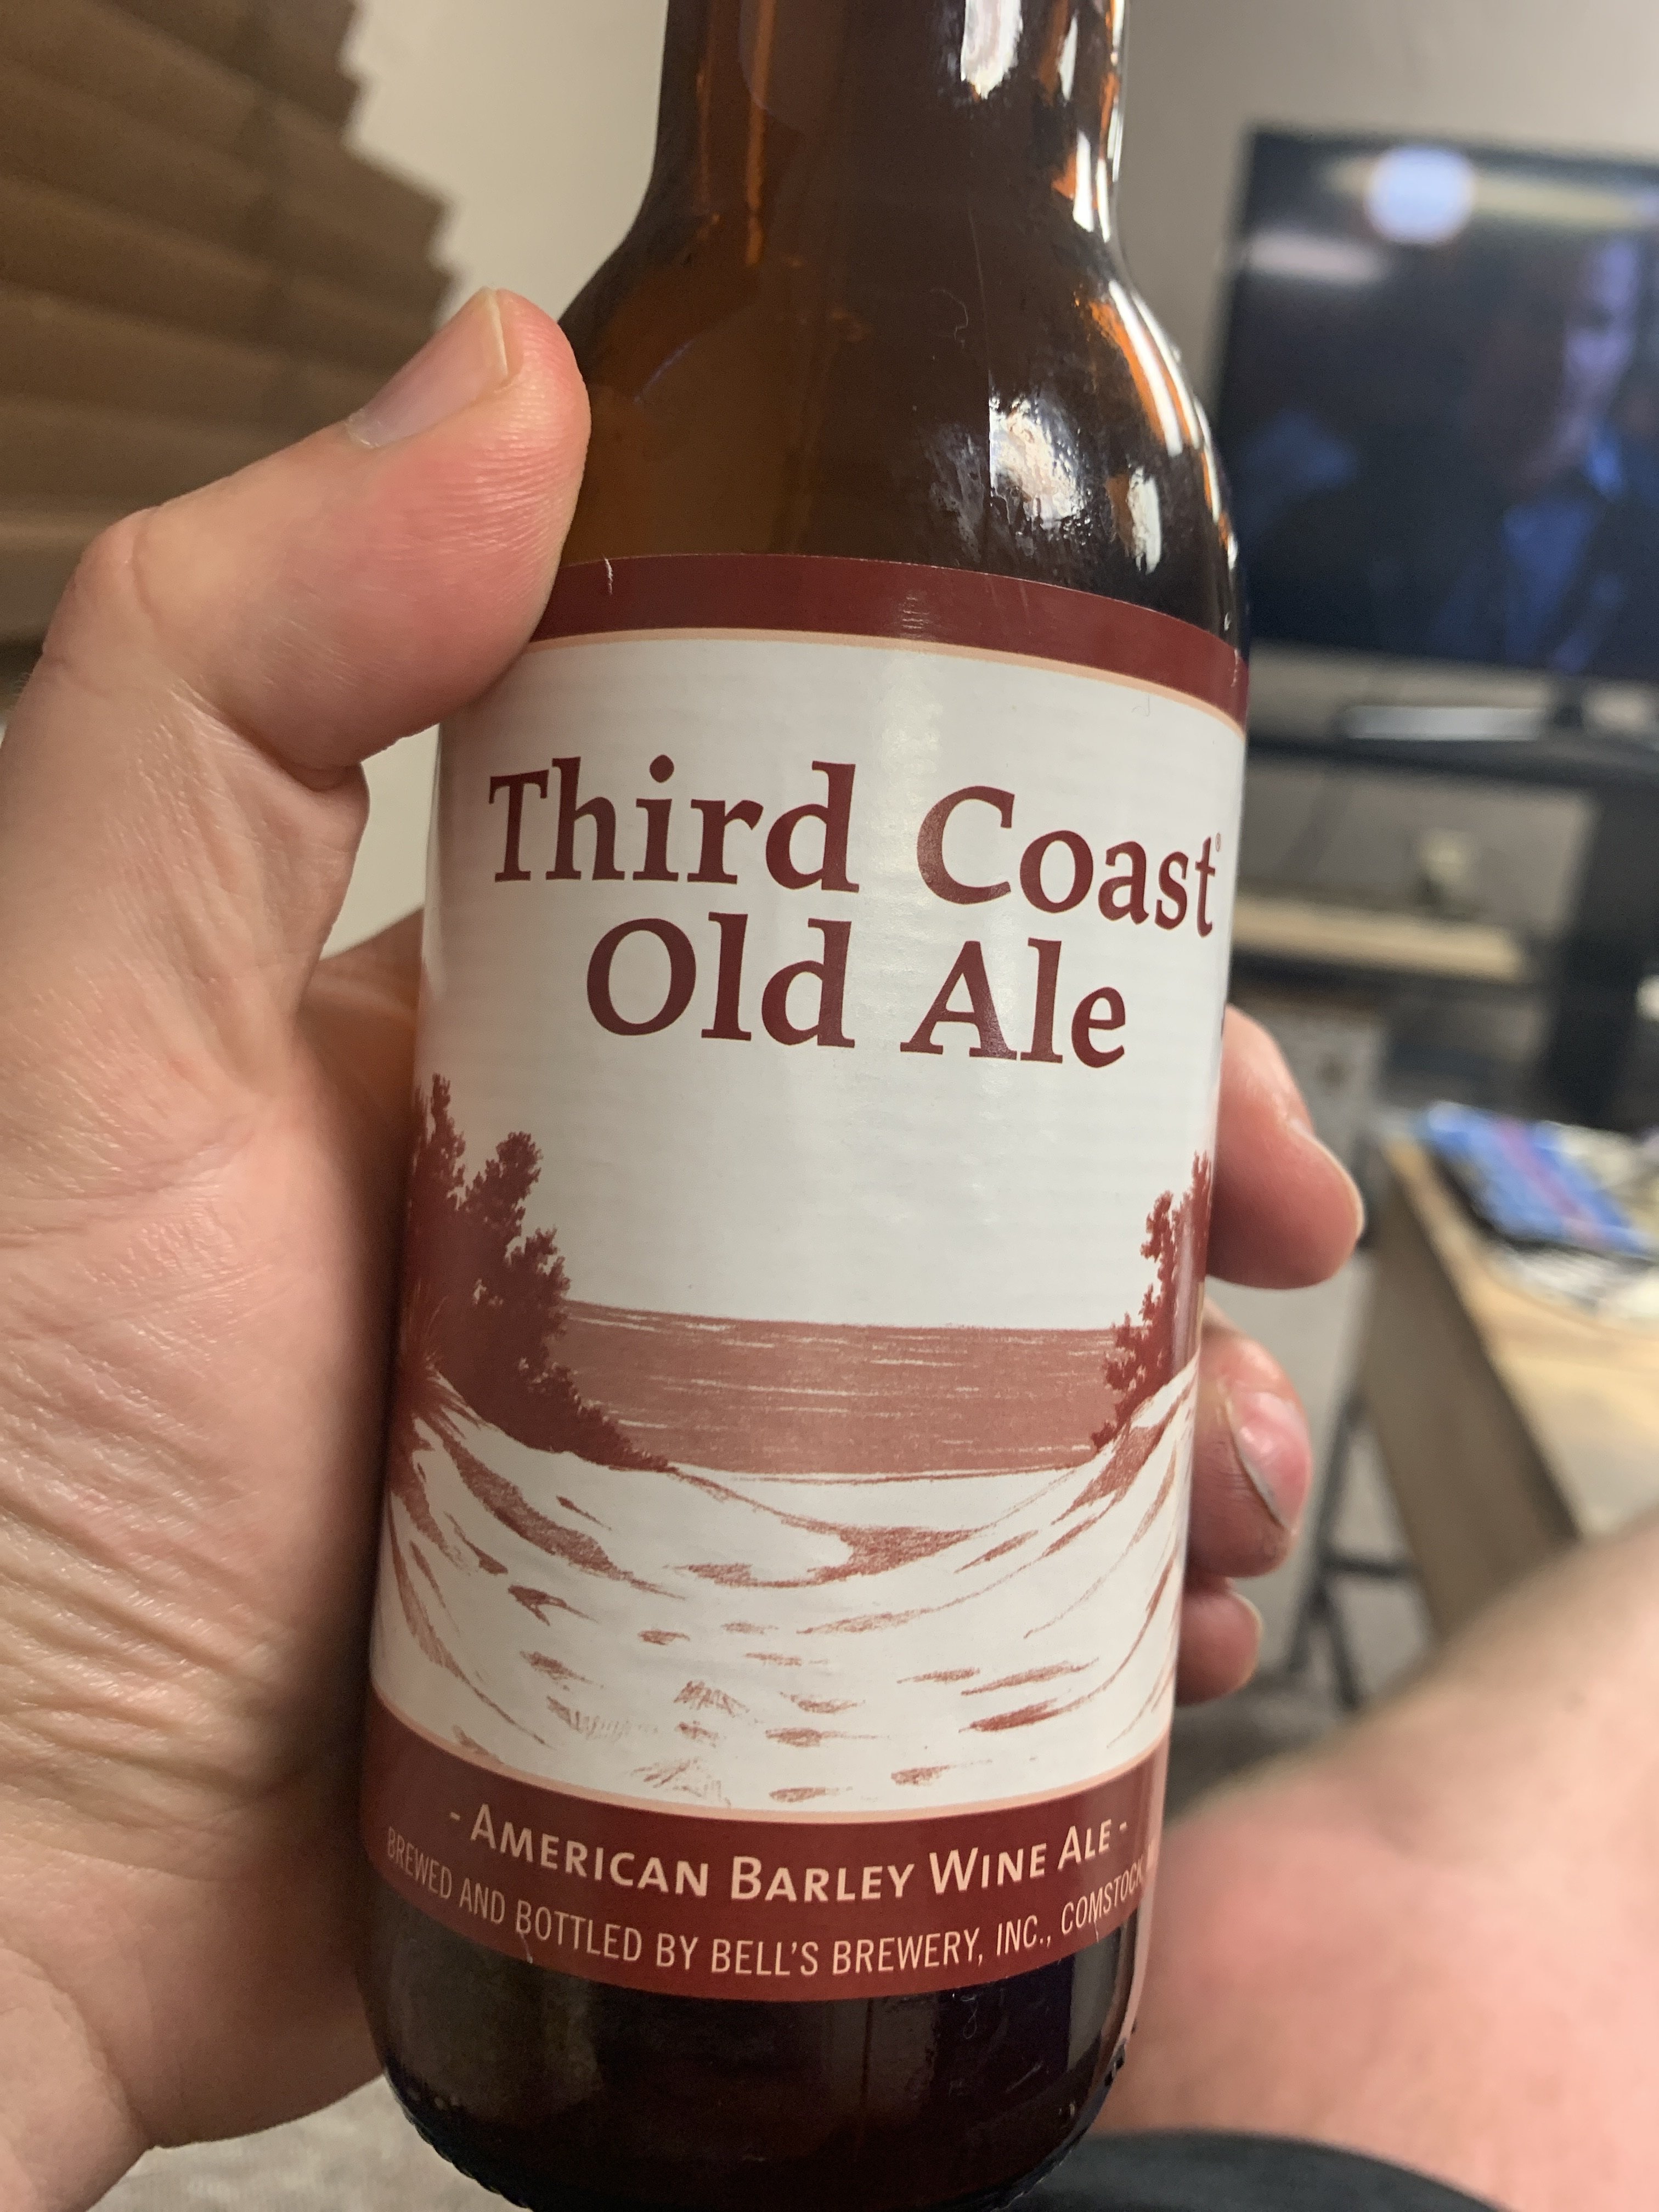 Third Coast®
Old Ale
- AMERICAN BARLEY WINE ALE -
BREWED AND BOTTLED BY BELL'S BREWERY, INC., COMSTOCK,